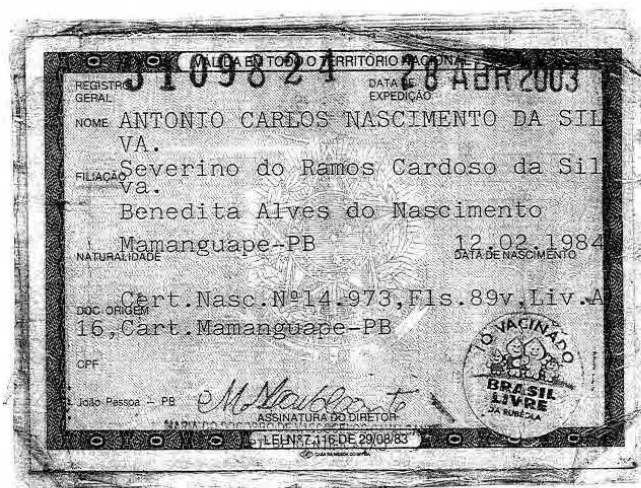 VÁLIDA EM TODO O TERRITÓRIO NACIONAL
REGISTRO GERAL 3109824 DATA DE EXPEDIÇÃO 28 ABR 2003
NOME ANTONIO CARLOS NASCIMENTO DA SIL
VA.
FILIAÇÃO Severino do Ramos Cardoso da Sil
va.
Benedita Alves do Nascimento
NATURALIDADE Mamanguape-PB 12.02.1984 DATA DE NASCIMENTO
DOC ORIGEM Cert.Nasc.Nº14.973,Fls.89v,Liv.A
16,Cart.Mamanguape-PB
CPF
TÔ VACINADO
BRASIL
LIVRE
DA RUBÉOLA
João Pessoa - PB
ASSINATURA DO DIRETOR
LEI Nº 7.116 DE 29/08/83